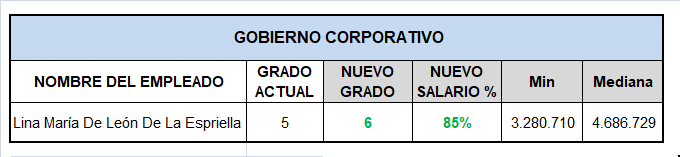 GOBIERNO CORPORATIVO
NOMBRE DEL EMPLEADO GRADO ACTUAL NUEVO GRADO NUEVO SALARIO % Min Mediana
Lina María De León De La Espriella 5 6 85% 3.280.710 4.686.729